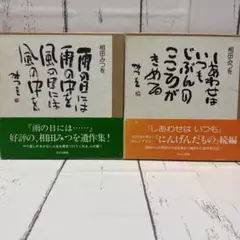 相田みつを
雨の日には
雨の中を
風の日には
風の中を
みつを
「雨の日には……」
好評の、相田みつを遺作集!
相田みつを
しあわせは
いつも
じぶんの
こころが
きめる
みつを
「しあわせはいつも」
『にんげんだもの』続編